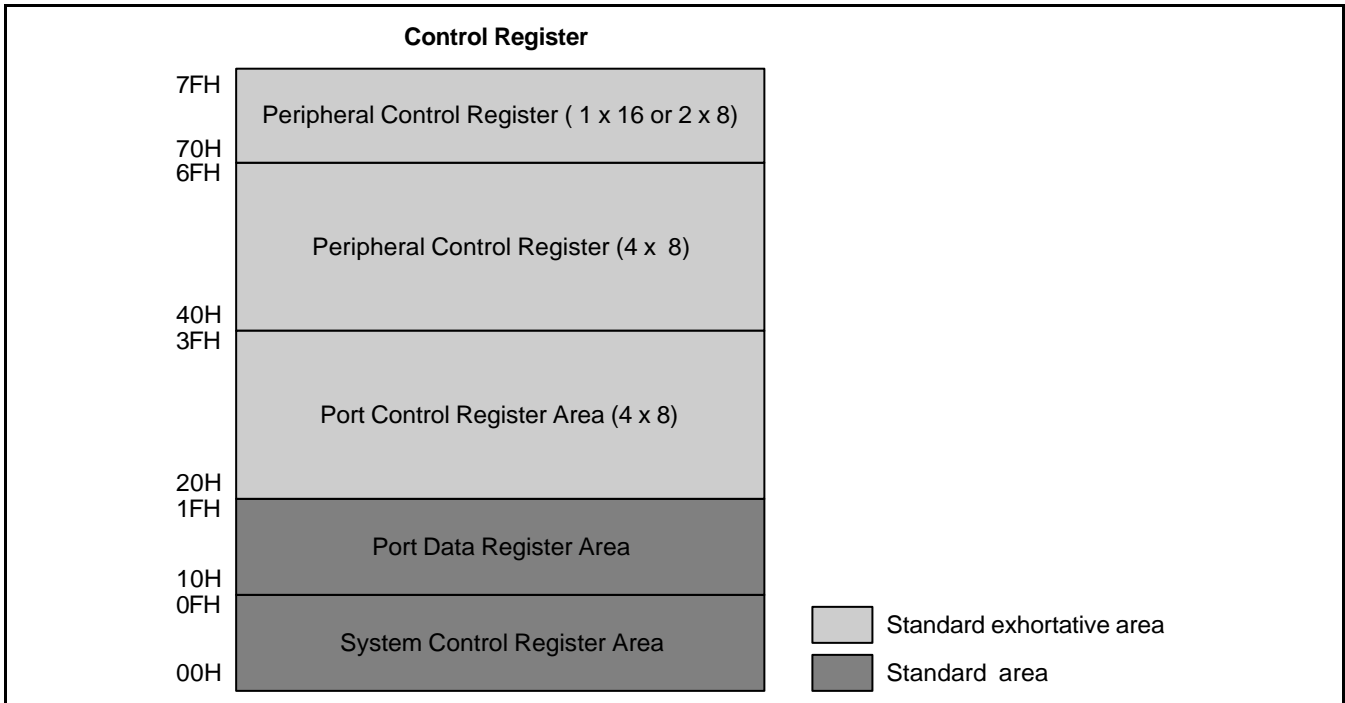 Control Register
7FH
Peripheral Control Register ( 1 x 16 or 2 x 8)
70H
6FH
Peripheral Control Register (4 x 8)
40H
3FH
Port Control Register Area (4 x 8)
20H
1FH
Port Data Register Area
10H
0FH
System Control Register Area
00H
Standard exhortative area
Standard area